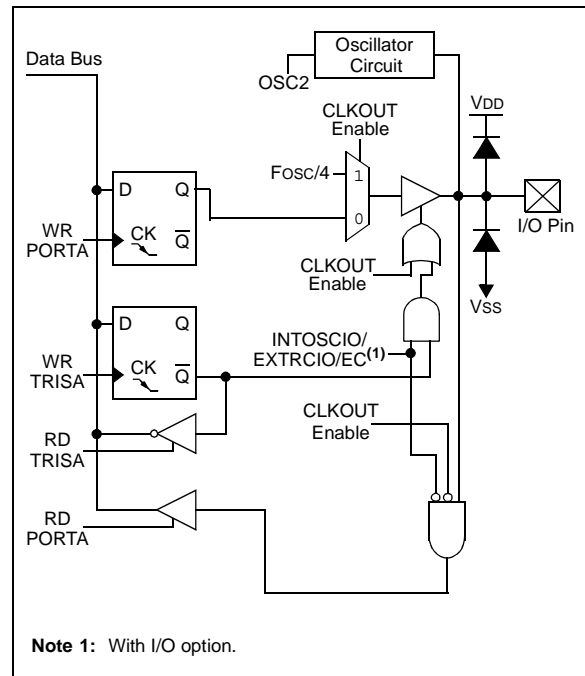 Data Bus
Oscillator
Circuit
OSC2
VDD
CLKOUT
Enable
FOSC/4
1
0
D
Q
WR
PORTA
CK
Q
I/O Pin
CLKOUT
Enable
VSS
D
Q
INTOSCIO/
EXTRCIO/EC(1)
WR
TRISA
CK
Q
CLKOUT
Enable
RD
TRISA
RD
PORTA
Note 1: With I/O option.